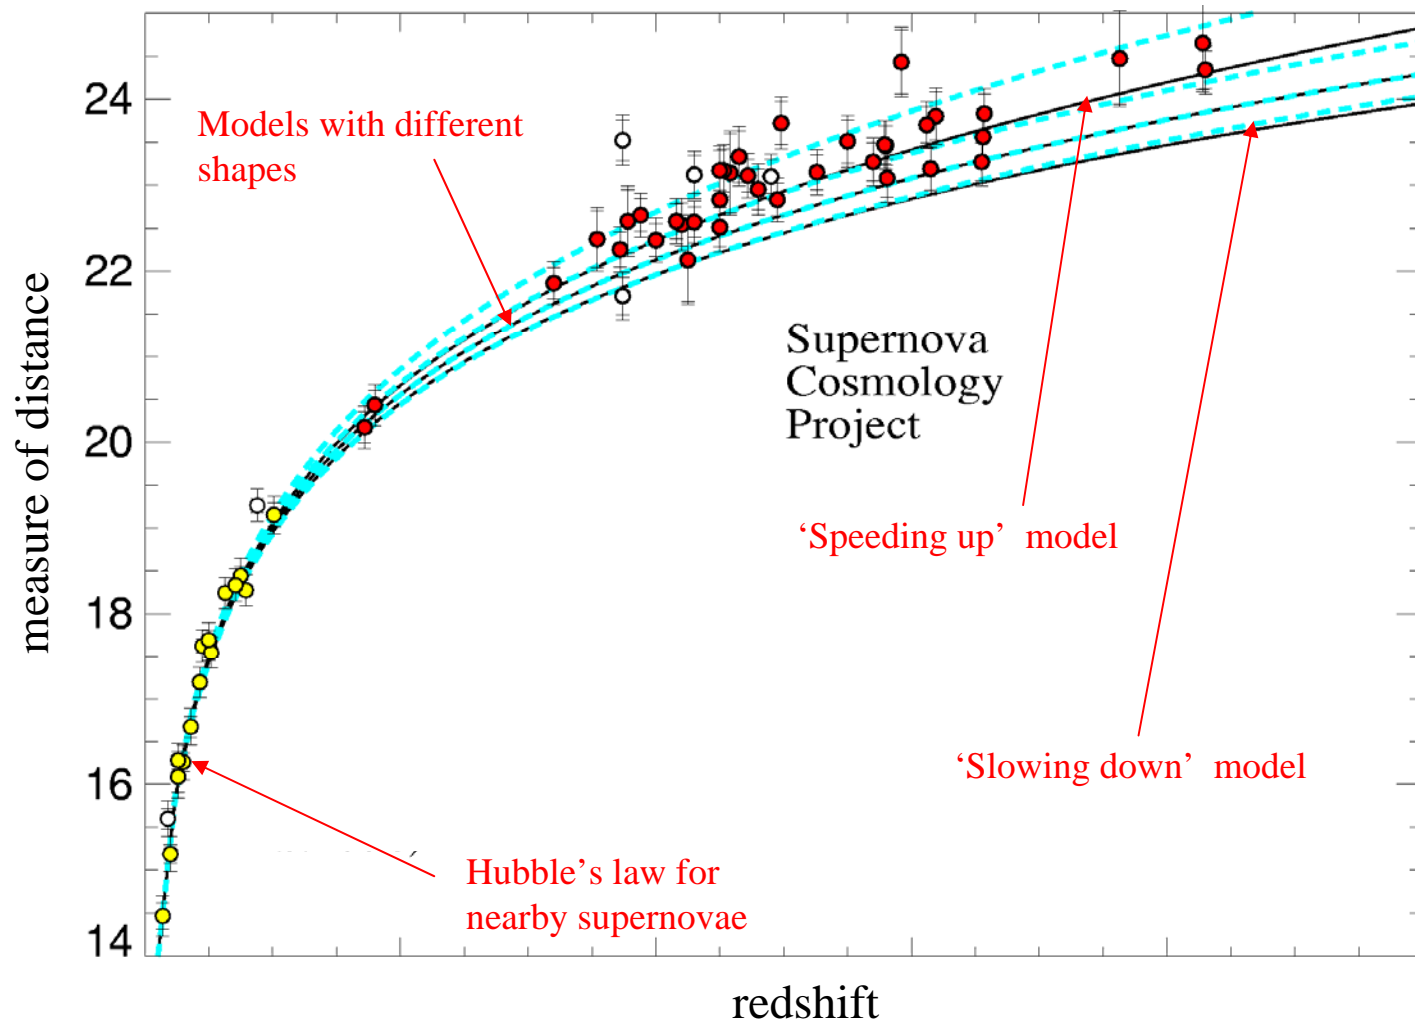 24
22
20
18
16
14
measure of distance
redshift
Models with different
shapes
Supernova
Cosmology
Project
‘Speeding up’ model
‘Slowing down’ model
Hubble’s law for
nearby supernovae